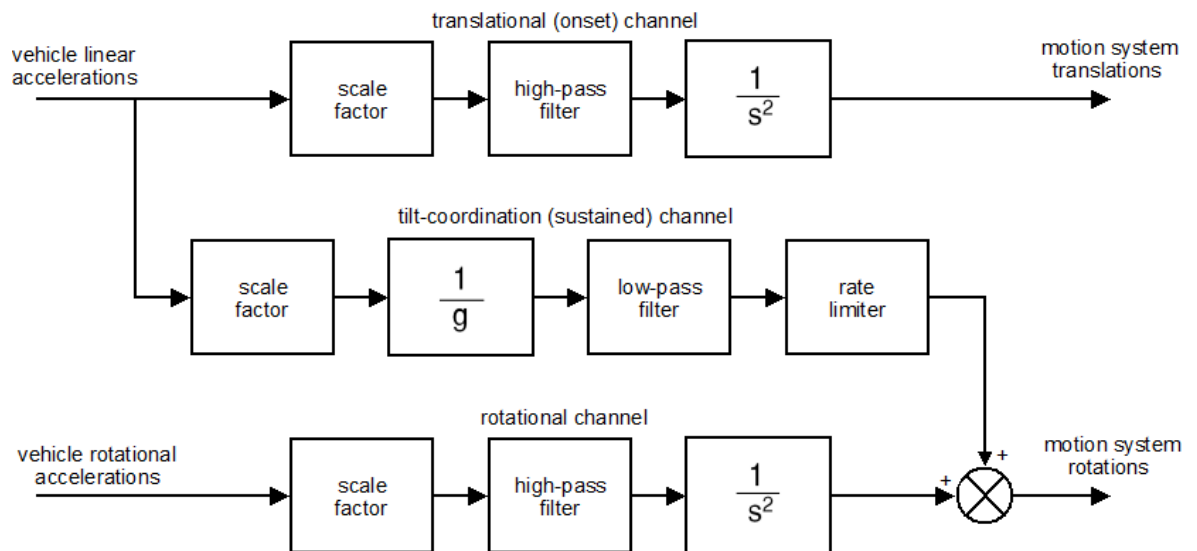 translational (onset) channel
vehicle linear
accelerations
scale
factor
high-pass
filter
1
s²
motion system
translations
tilt-coordination (sustained) channel
scale
factor
1
g
low-pass
filter
rate
limiter
rotational channel
vehicle rotational
accelerations
scale
factor
high-pass
filter
1
s²
+
+
motion system
rotations